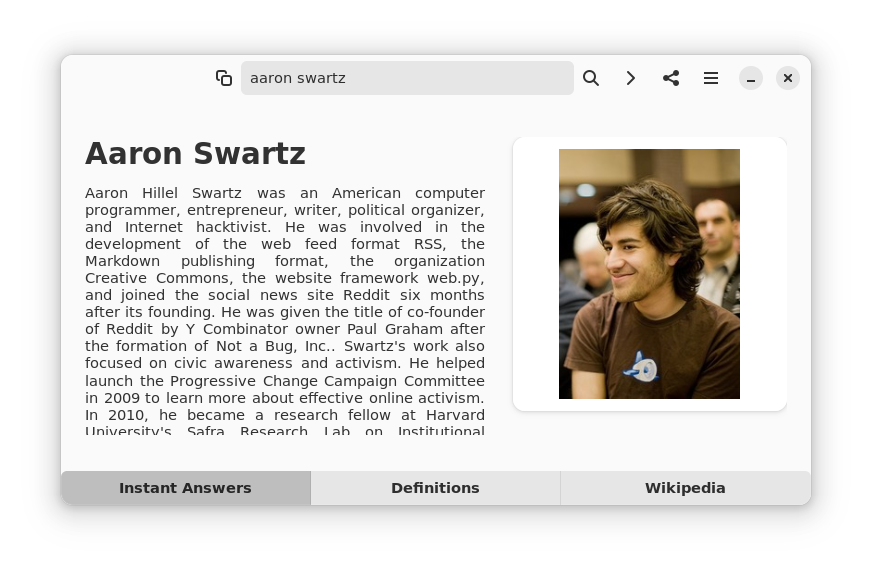 aaron swartz
Aaron Swartz
Aaron Hillel Swartz was an American computer
programmer, entrepreneur, writer, political organizer,
and Internet hacktivist. He was involved in the
development of the web feed format RSS, the
Markdown publishing format, the organization
Creative Commons, the website framework web.py,
and joined the social news site Reddit six months
after its founding. He was given the title of co-founder
of Reddit by Y Combinator owner Paul Graham after
the formation of Not a Bug, Inc.. Swartz's work also
focused on civic awareness and activism. He helped
launch the Progressive Change Campaign Committee
in 2009 to learn more about effective online activism.
In 2010, he became a research fellow at Harvard
University's Safra Research Lab on Institutional
Instant Answers
Definitions
Wikipedia